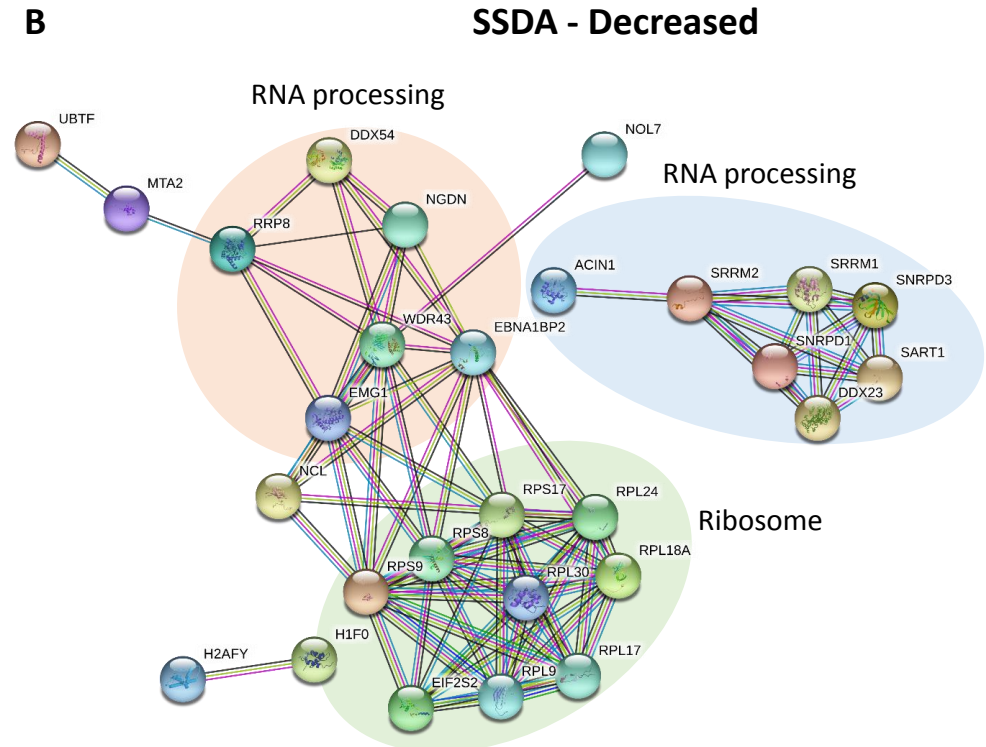 B
SSDA - Decreased
RNA processing
UBTF
DDX54
NOL7
RNA processing
MTA2
NGDN
RRP8
ACIN1
SRRM2
SRRM1
SNRPD3
WDR43
EBNA1BP2
SNRPD1
SART1
EMG1
DDX23
NCL
RPS17
RPL24
Ribosome
RPS8
RPL18A
RPS9
RPL30
H1F0
H2AFY
RPL17
EIF2S2
RPL9